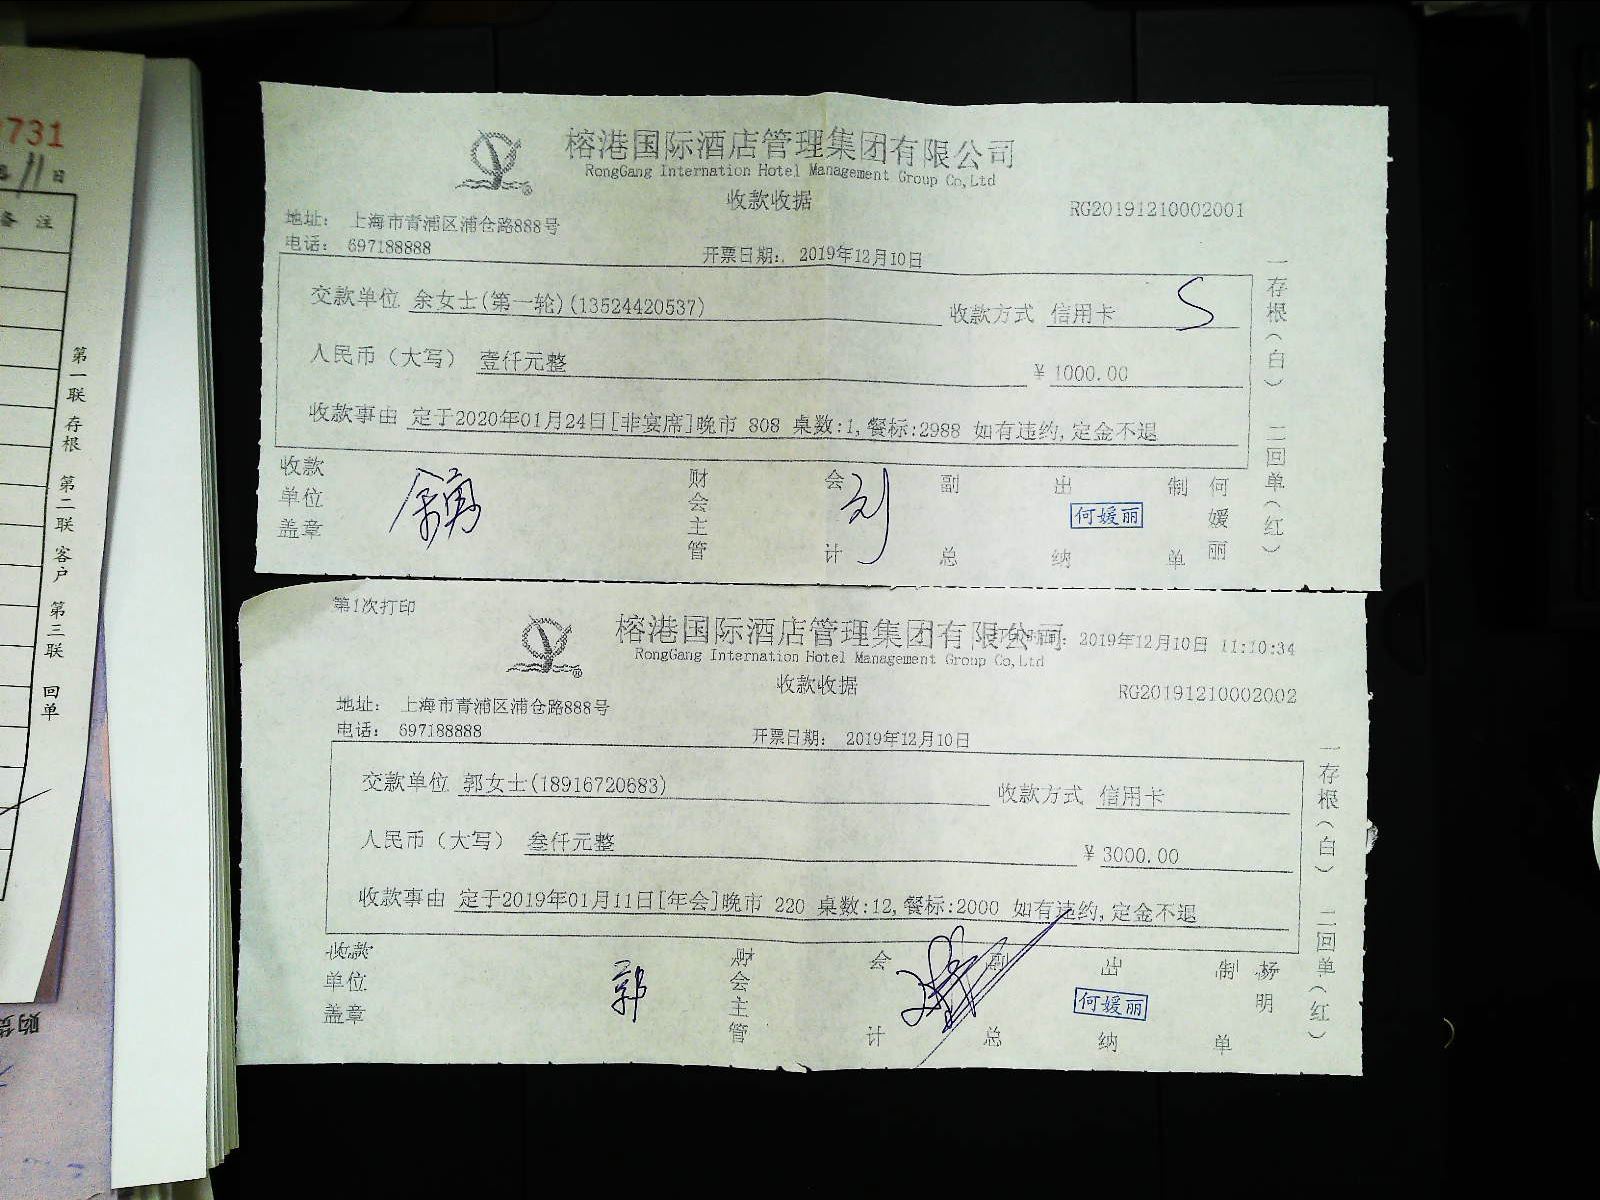 731
11日
备注
第一联 存根 第二联 客户 第三联 回单
榕港国际酒店管理集团有限公司
RongGang Internation Hotel Management Group Co,Ltd
收款收据
RG20191210002001
地址： 上海市青浦区浦仓路888号
电话： 697188888
开票日期： 2019年12月10日
交款单位 余女士(第一轮)(13524420537) 收款方式 信用卡
人民币（大写） 壹仟元整 ¥ 1000.00
收款事由 定于2020年01月24日[非宴席]晚市 808 桌数:1,餐标:2988 如有违约,定金不退
收款单位盖章 财会主管 会计 刘 副总 出纳 何媛丽 制单 何媛丽
一存根（白） 二回单（红）
第1次打印
榕港国际酒店管理集团有限公司
2019年12月10日 11:10:34
RongGang Internation Hotel Management Group Co,Ltd
收款收据
RG20191210002002
地址： 上海市青浦区浦仓路888号
电话： 697188888
开票日期： 2019年12月10日
交款单位 郭女士(18916720683) 收款方式 信用卡
人民币（大写） 叁仟元整 ¥ 3000.00
收款事由 定于2019年01月11日[年会]晚市 220 桌数:12,餐标:2000 如有违约,定金不退
收款单位盖章 郭 财会主管 会计 副总 出纳 何媛丽 制单 杨明
一存根（白） 二回单（红）